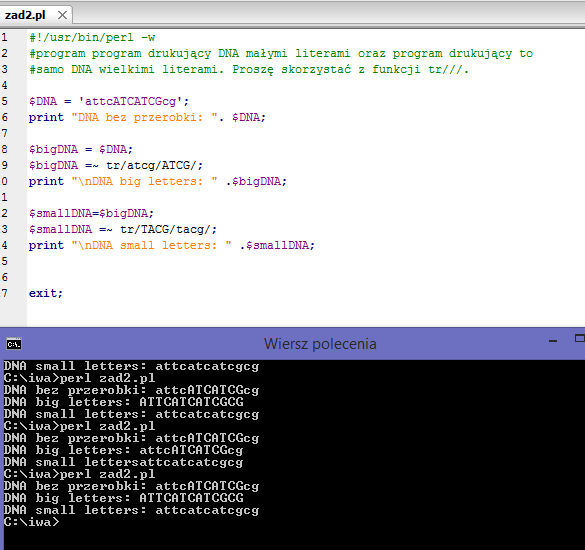 zad2.pl
1 #!/usr/bin/perl -w
2 #program program drukujący DNA małymi literami oraz program drukujący to
3 #samo DNA wielkimi literami. Proszę skorzystać z funkcji tr///.
4
5 $DNA = 'attcATCATCGcg';
6 print "DNA bez przerobki: ". $DNA;
7
8 $bigDNA = $DNA;
9 $bigDNA =~ tr/atcg/ATCG/;
0 print "\nDNA big letters: " .$bigDNA;
1
2 $smallDNA=$bigDNA;
3 $smallDNA =~ tr/TACG/tacg/;
4 print "\nDNA small letters: " .$smallDNA;
5
6
7 exit;
C:\. Wiersz polecenia
DNA small letters: attcatcatcgcg
C:\iwa>perl zad2.pl
DNA bez przerobki: attcATCATCGcg
DNA big letters: ATTCATCATCGCG
DNA small letters: attcatcatcgcg
C:\iwa>perl zad2.pl
DNA bez przerobki: attcATCATCGcg
DNA big letters: attcATCATCGcg
DNA small lettersattcatcatcgcg
C:\iwa>perl zad2.pl
DNA bez przerobki: attcATCATCGcg
DNA big letters: ATTCATCATCGCG
DNA small letters: attcatcatcgcg
C:\iwa>